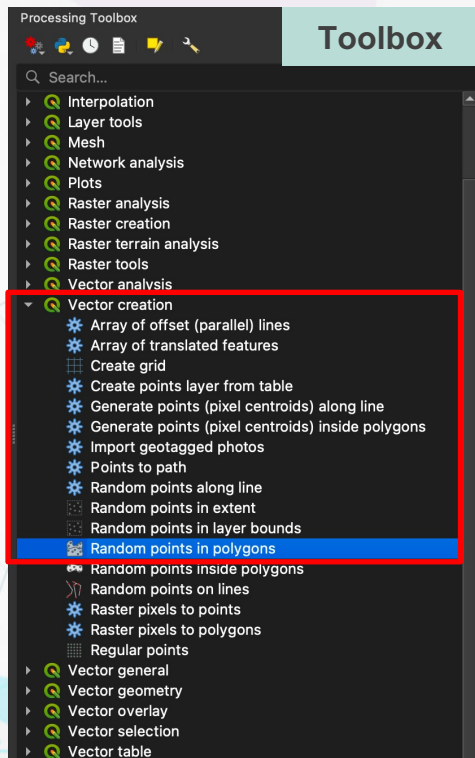 Processing Toolbox
Toolbox
Search...
Interpolation
Layer tools
Mesh
Network analysis
Plots
Raster analysis
Raster creation
Raster terrain analysis
Raster tools
Vector analysis
Vector creation
Array of offset (parallel) lines
Array of translated features
Create grid
Create points layer from table
Generate points (pixel centroids) along line
Generate points (pixel centroids) inside polygons
Import geotagged photos
Points to path
Random points along line
Random points in extent
Random points in layer bounds
Random points in polygons
Random points inside polygons
Random points on lines
Raster pixels to points
Raster pixels to polygons
Regular points
Vector general
Vector geometry
Vector overlay
Vector selection
Vector table